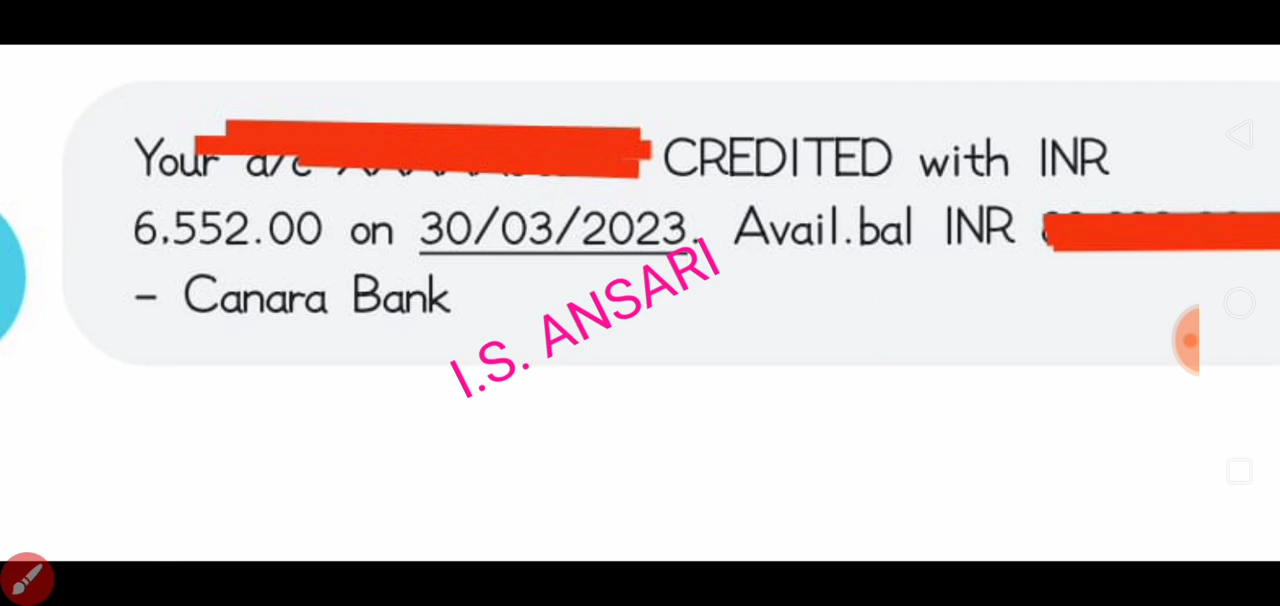 Your a/c CREDITED with INR
6,552.00 on 30/03/2023. Avail.bal INR
- Canara Bank
I.S. ANSARI